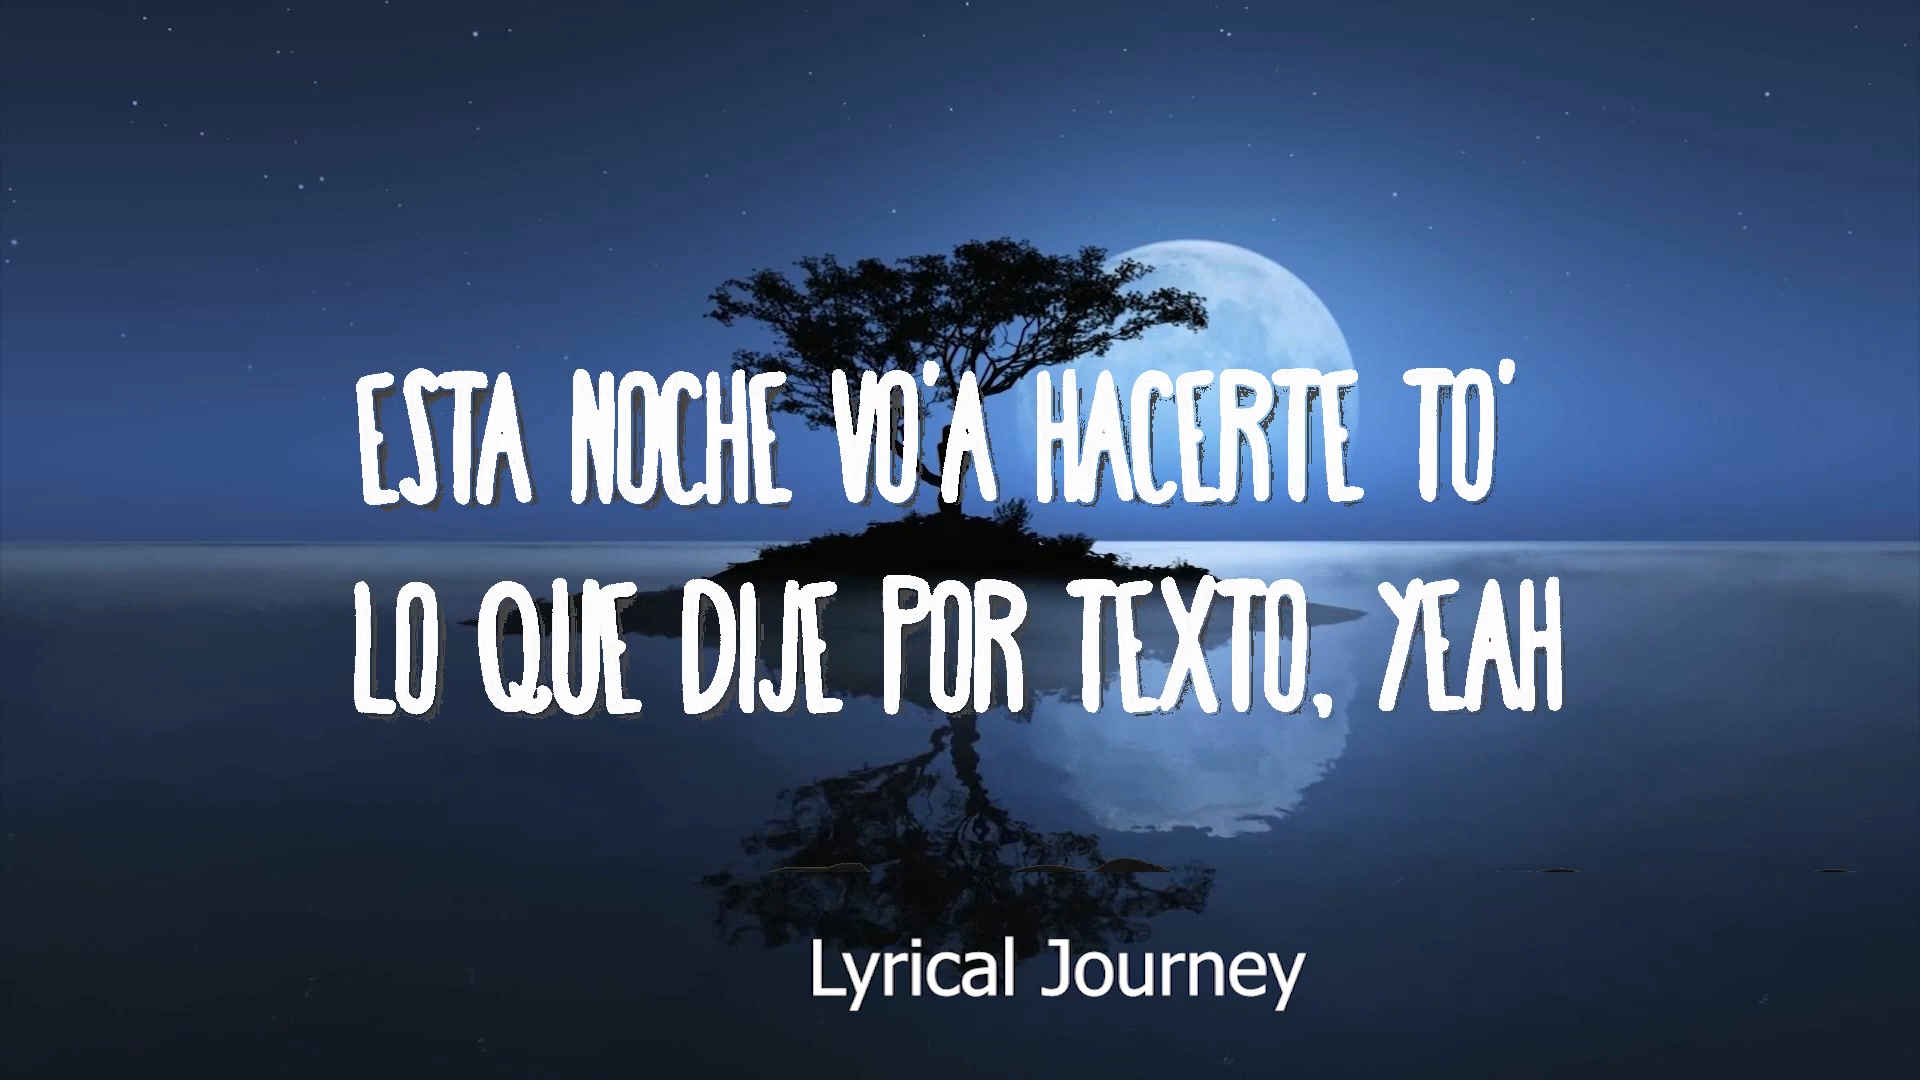 ESTA NOCHE VO'A HACERTE TO'
LO QUE DIJE POR TEXTO, YEAH
Lyrical Journey